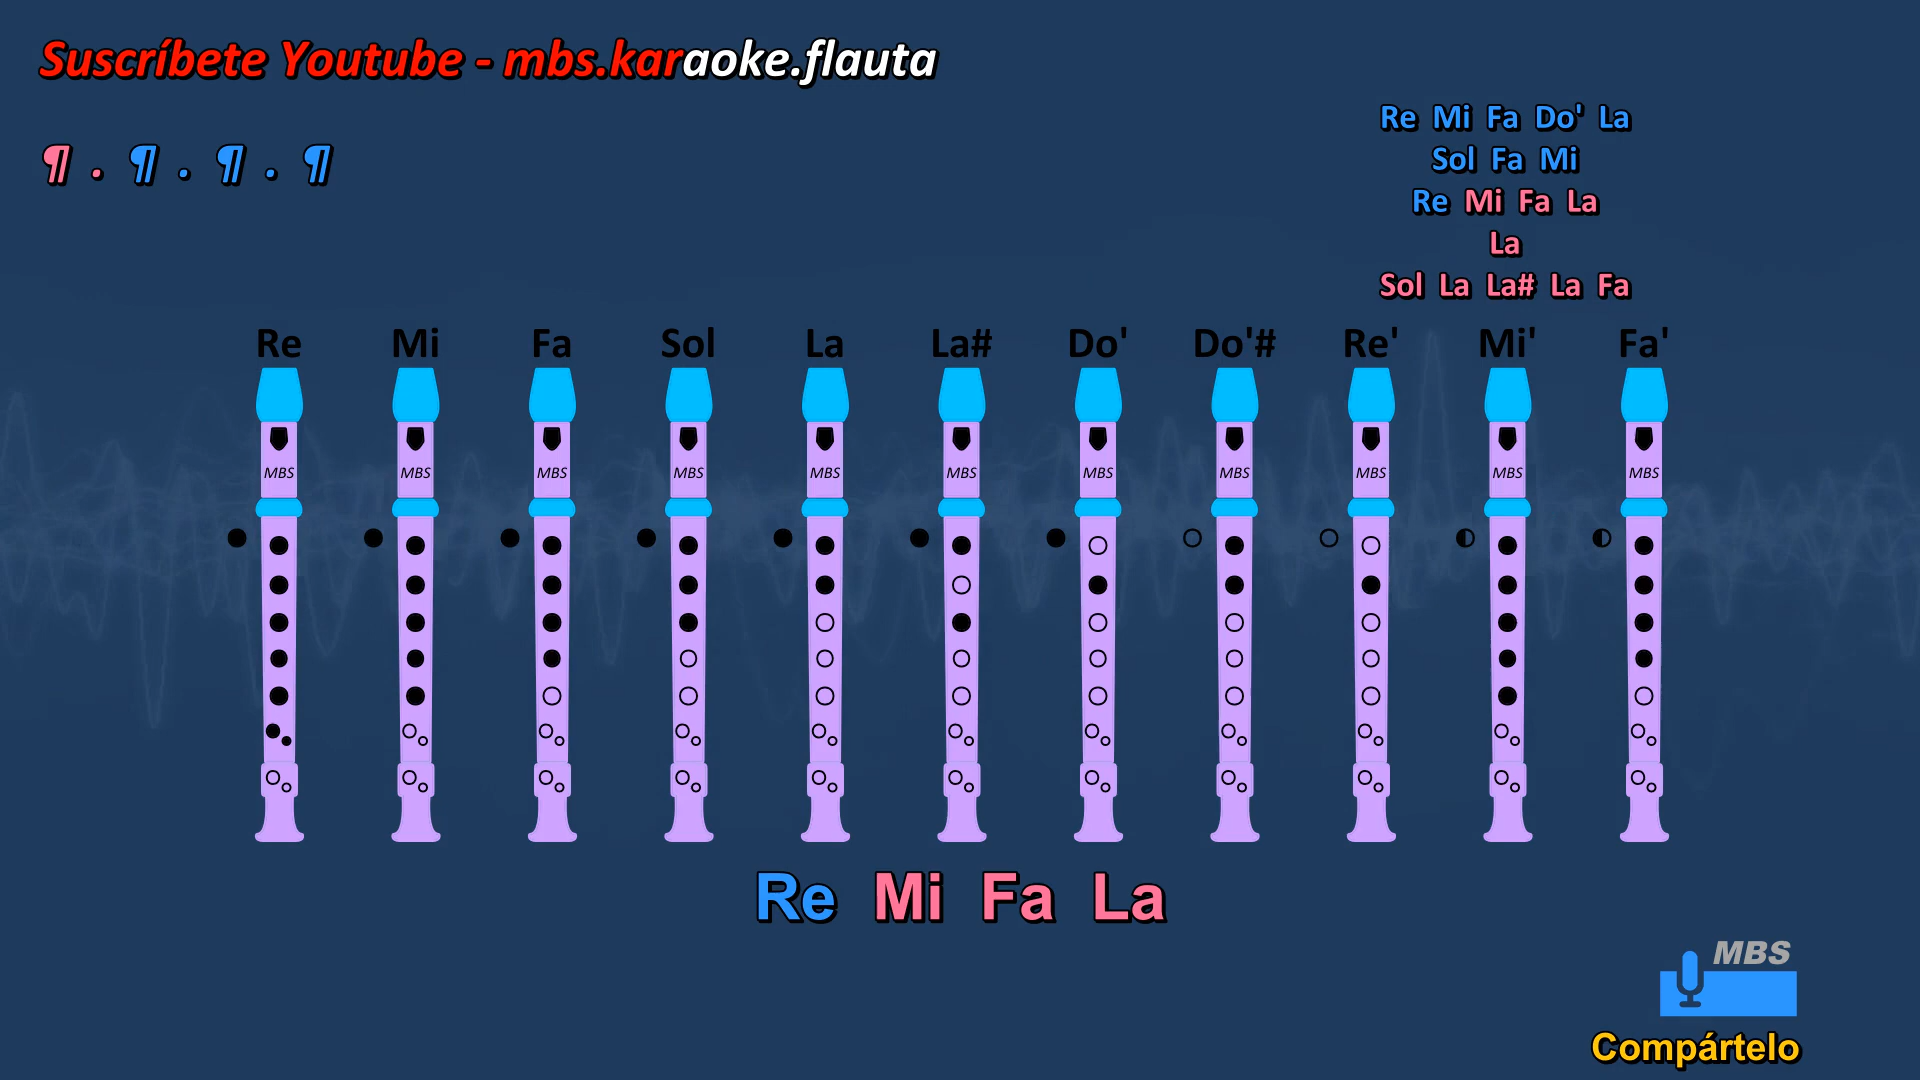 Suscríbete Youtube - mbs.karaoke.flauta
¶ . ¶ . ¶ . ¶
Re Mi Fa Do' La
Sol Fa Mi
Re Mi Fa La
La
Sol La La# La Fa
Re Mi Fa Sol La La# Do' Do'# Re' Mi' Fa'
MBS MBS MBS MBS MBS MBS MBS MBS MBS MBS MBS
Re Mi Fa La
MBS
Compártelo